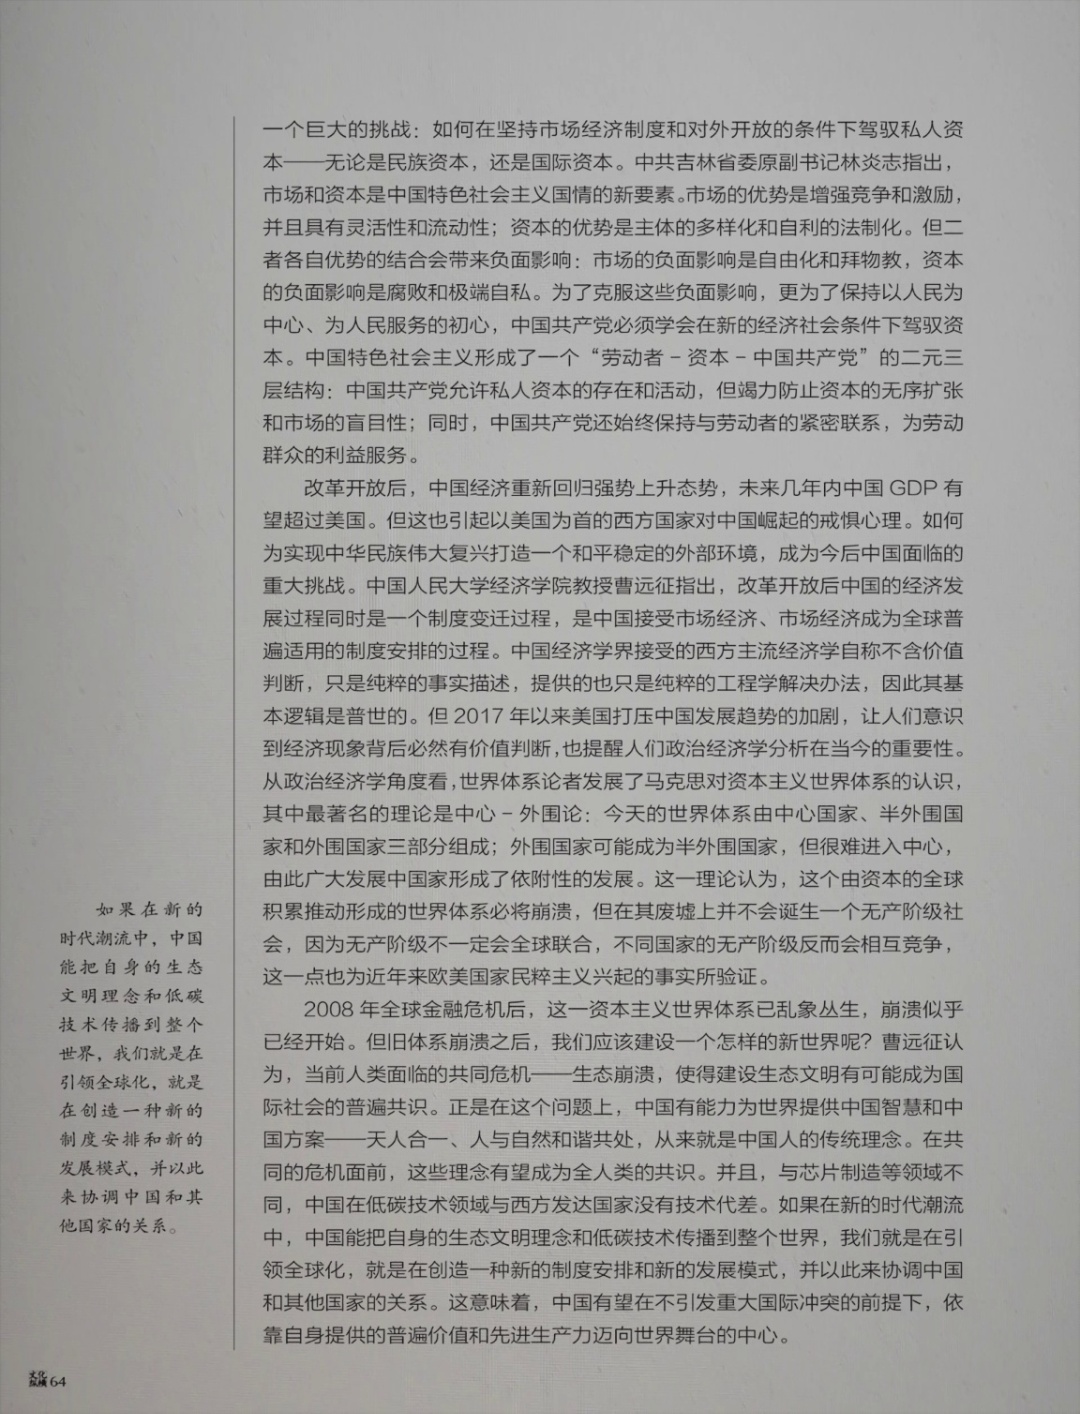 一个巨大的挑战：如何在坚持市场经济制度和对外开放的条件下驾驭私人资
本——无论是民族资本，还是国际资本。中共吉林省委原副书记林炎志指出，
市场和资本是中国特色社会主义国情的新要素。市场的优势是增强竞争和激励，
并且具有灵活性和流动性；资本的优势是主体的多样化和自利的法制化。但二
者各自优势的结合会带来负面影响：市场的负面影响是自由化和拜物教，资本
的负面影响是腐败和极端自私。为了克服这些负面影响，更为了保持以人民为
中心、为人民服务的初心，中国共产党必须学会在新的经济社会条件下驾驭资
本。中国特色社会主义形成了一个“劳动者－资本－中国共产党”的二元三
层结构：中国共产党允许私人资本的存在和活动，但竭力防止资本的无序扩张
和市场的盲目性；同时，中国共产党还始终保持与劳动者的紧密联系，为劳动
群众的利益服务。
改革开放后，中国经济重新回归强势上升态势，未来几年内中国 GDP 有
望超过美国。但这也引起以美国为首的西方国家对中国崛起的戒惧心理。如何
为实现中华民族伟大复兴打造一个和平稳定的外部环境，成为今后中国面临的
重大挑战。中国人民大学经济学院教授曹远征指出，改革开放后中国的经济发
展过程同时是一个制度变迁过程，是中国接受市场经济、市场经济成为全球普
遍适用的制度安排的过程。中国经济学界接受的西方主流经济学自称不含价值
判断，只是纯粹的事实描述，提供的也只是纯粹的工程学解决办法，因此其基
本逻辑是普世的。但 2017 年以来美国打压中国发展趋势的加剧，让人们意识
到经济现象背后必然有价值判断，也提醒人们政治经济学分析在当今的重要性。
从政治经济学角度看，世界体系论者发展了马克思对资本主义世界体系的认识，
其中最著名的理论是中心－外围论：今天的世界体系由中心国家、半外围国
家和外围国家三部分组成；外围国家可能成为半外围国家，但很难进入中心，
由此广大发展中国家形成了依附性的发展。这一理论认为，这个由资本的全球
积累推动形成的世界体系必将崩溃，但在其废墟上并不会诞生一个无产阶级社
会，因为无产阶级不一定会全球联合，不同国家的无产阶级反而会相互竞争，
这一点也为近年来欧美国家民粹主义兴起的事实所验证。
2008 年全球金融危机后，这一资本主义世界体系已乱象丛生，崩溃似乎
已经开始。但旧体系崩溃之后，我们应该建设一个怎样的新世界呢？曹远征认
为，当前人类面临的共同危机——生态崩溃，使得建设生态文明有可能成为国
际社会的普遍共识。正是在这个问题上，中国有能力为世界提供中国智慧和中
国方案——天人合一、人与自然和谐共处，从来就是中国人的传统理念。在共
同的危机面前，这些理念有望成为全人类的共识。并且，与芯片制造等领域不
同，中国在低碳技术领域与西方发达国家没有技术代差。如果在新的时代潮流
中，中国能把自身的生态文明理念和低碳技术传播到整个世界，我们就是在引
领全球化，就是在创造一种新的制度安排和新的发展模式，并以此来协调中国
和其他国家的关系。这意味着，中国有望在不引发重大国际冲突的前提下，依
靠自身提供的普遍价值和先进生产力迈向世界舞台的中心。
如果在新的
时代潮流中，中国
能把自身的生态
文明理念和低碳
技术传播到整个
世界，我们就是在
引领全球化，就是
在创造一种新的
制度安排和新的
发展模式，并以此
来协调中国和其
他国家的关系。
文化
纵横 64